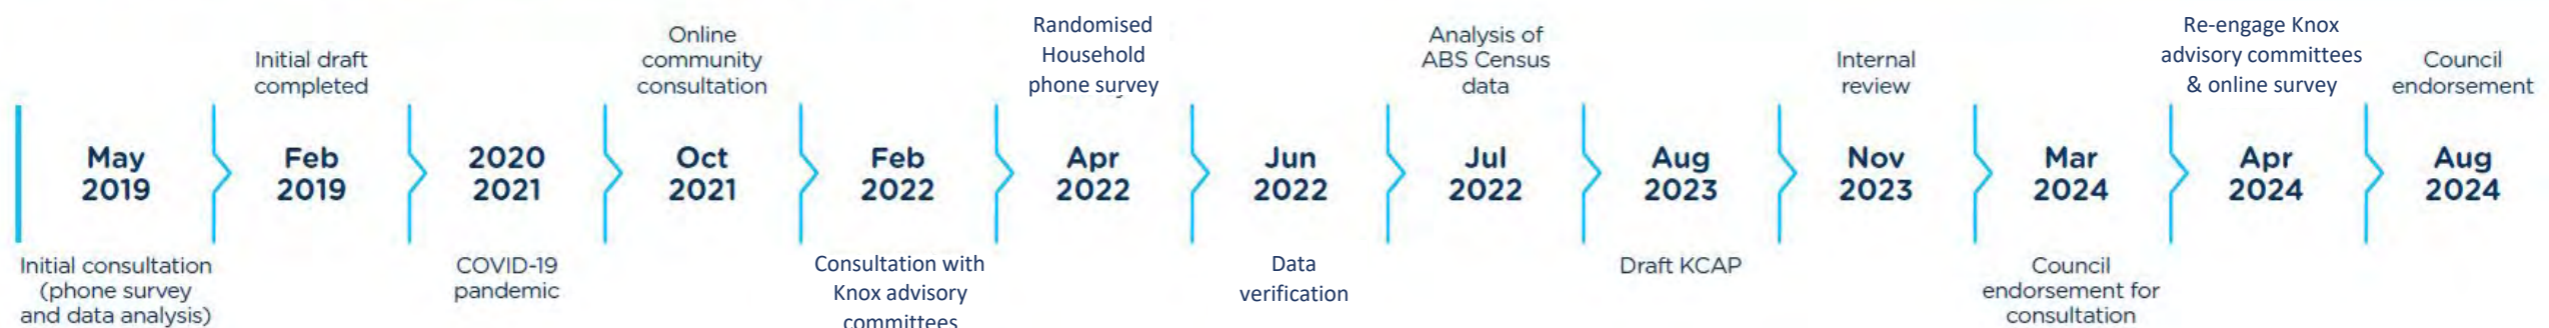 May
2019
Initial consultation
(phone survey
and data analysis)
Initial draft
completed
Feb
2019
2020
2021
COVID-19
pandemic
Online
community
consultation
Oct
2021
Feb
2022
Consultation with
Knox advisory
committees
Randomised
Household
phone survey
Apr
2022
Jun
2022
Data
verification
Analysis of
ABS Census
data
Jul
2022
Aug
2023
Draft KCAP
Internal
review
Nov
2023
Mar
2024
Council
endorsement for
consultation
Re-engage Knox
advisory committees
& online survey
Apr
2024
Council
endorsement
Aug
2024